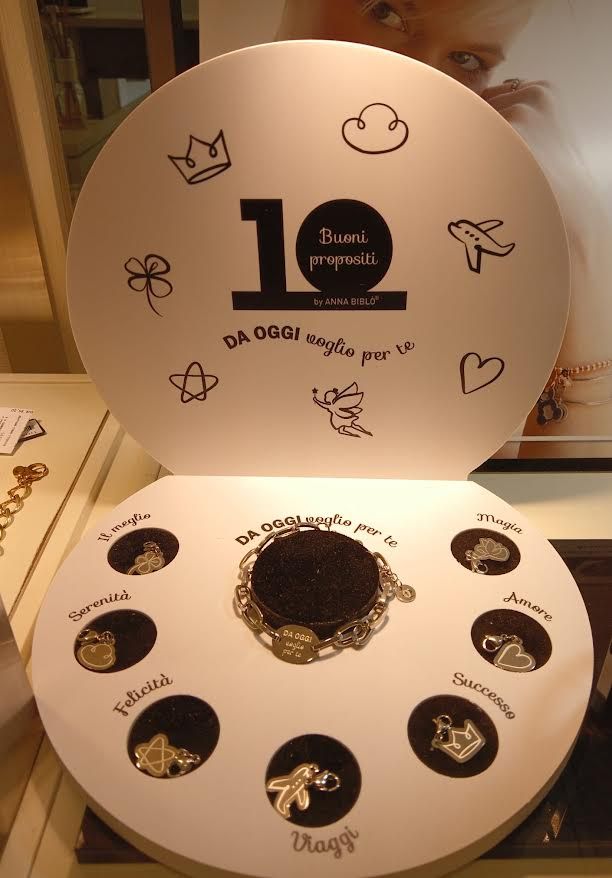 10
Buoni
propositi
by ANNA BIBLÒ®
DA OGGI voglio per te
DA OGGI voglio per te
Il meglio
Magia
Serenità
Amore
DA OGGI
voglio
per te
Felicità
Successo
Viaggi